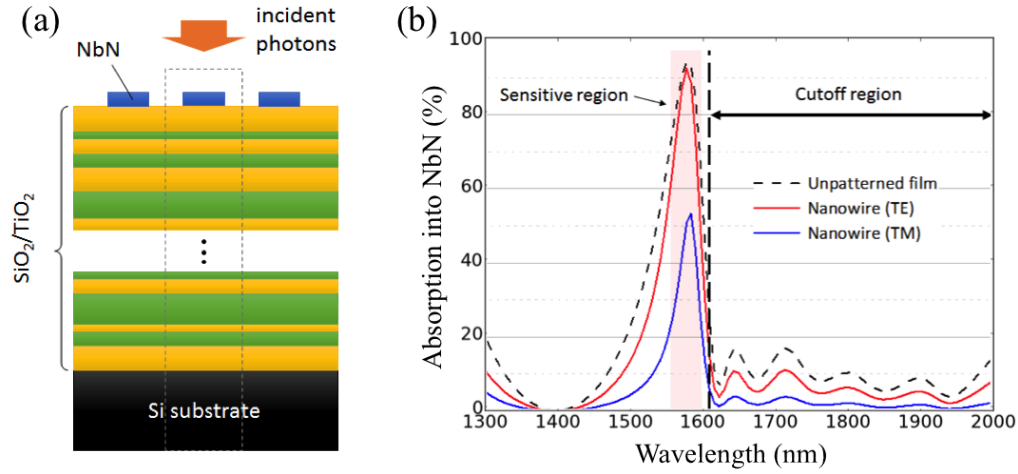 (a)
incident
photons
NbN
SiO2/TiO2
Si substrate
(b)
Absorption into NbN (%)
100
80
60
40
20
0
Sensitive region
Cutoff region
Unpatterned film
Nanowire (TE)
Nanowire (TM)
1300 1400 1500 1600 1700 1800 1900 2000
Wavelength (nm)